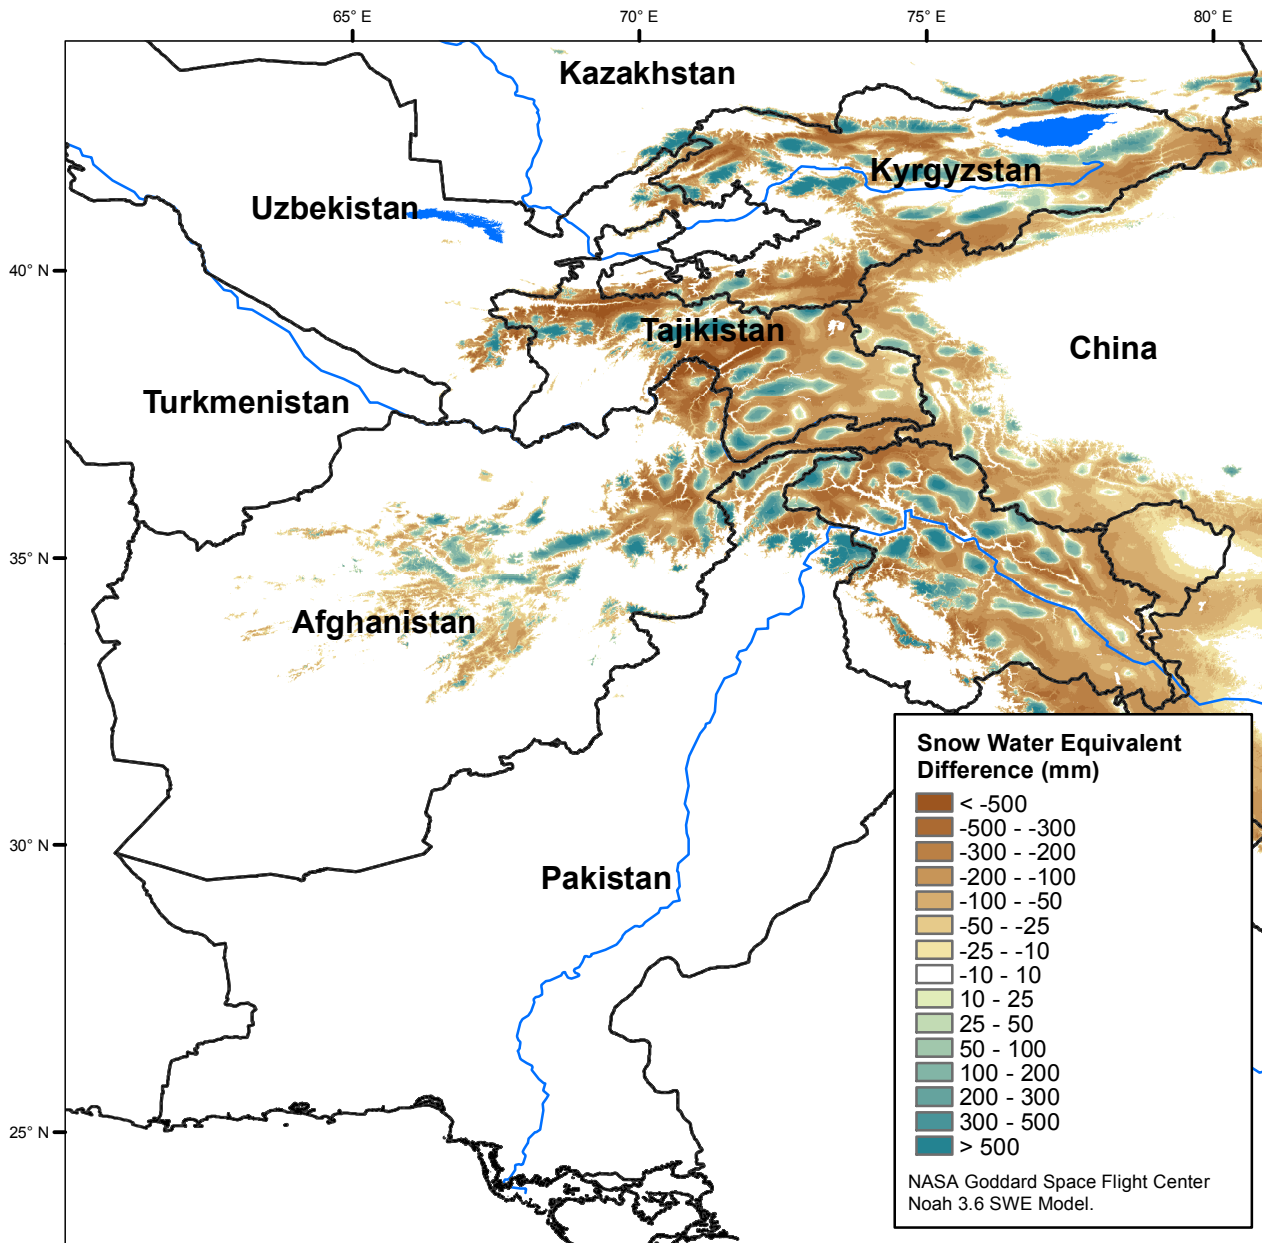 65° E
70° E
75° E
80° E
Kazakhstan
Kyrgyzstan
Uzbekistan
40° N
Tajikistan
China
Turkmenistan
35° N
Afghanistan
30° N
Pakistan
25° N
Snow Water Equivalent
Difference (mm)
< -500
-500 - -300
-300 - -200
-200 - -100
-100 - -50
-50 - -25
-25 - -10
-10 - 10
10 - 25
25 - 50
50 - 100
100 - 200
200 - 300
300 - 500
> 500
NASA Goddard Space Flight Center
Noah 3.6 SWE Model.